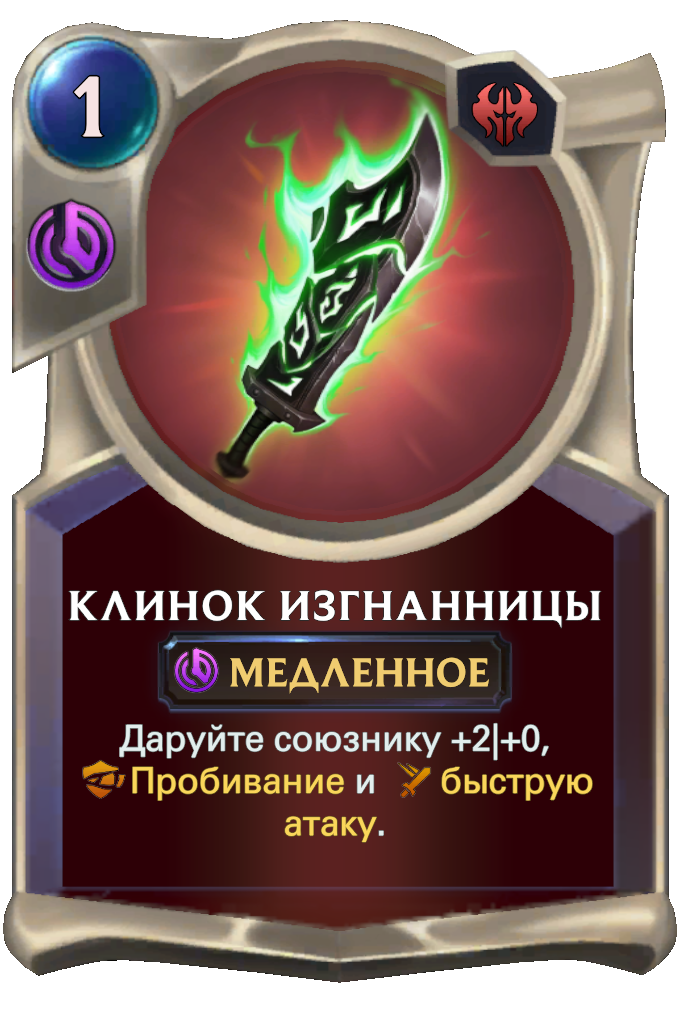 1
КЛИНОК ИЗГНАННИЦЫ
МЕДЛЕННОЕ
Даруйте союзнику +2|+0,
Пробивание и быструю
атаку.